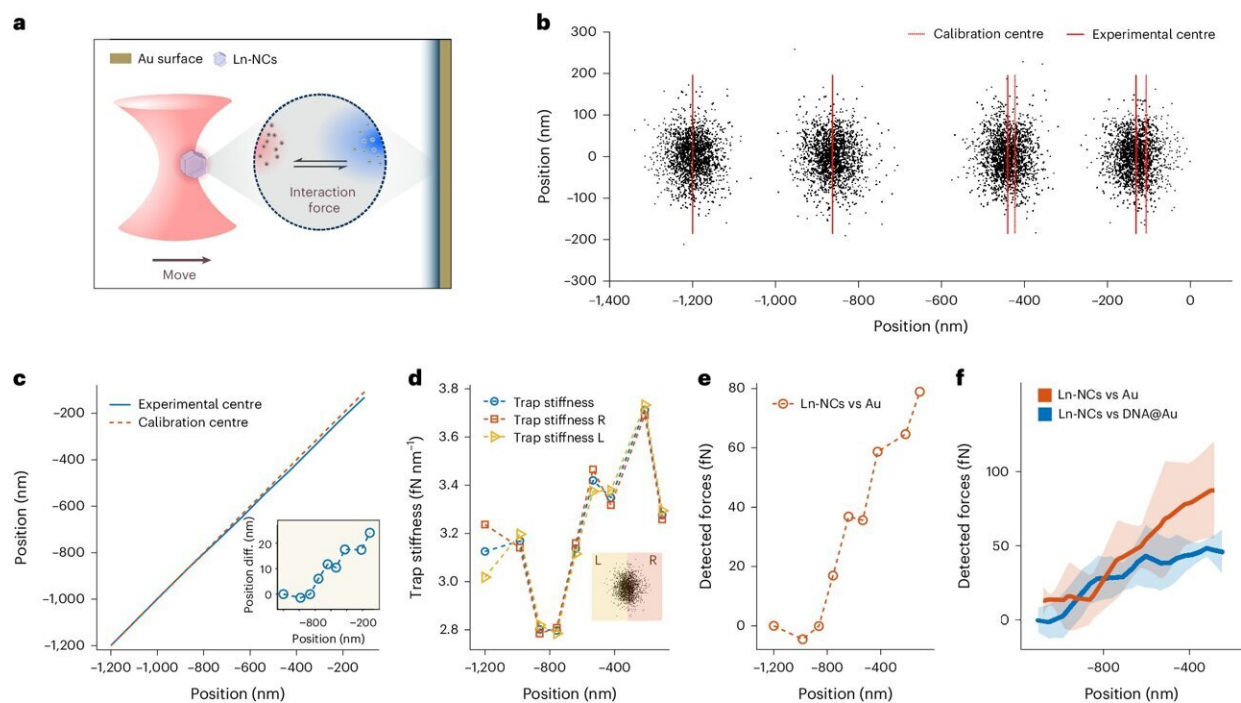 a
Au surface
Ln-NCs
Interaction
force
Move
b
Calibration centre
Experimental centre
Position (nm)
300
200
100
0
–100
–200
–300
–1,400
–1,200
–1,000
–800
–600
–400
–200
0
Position (nm)
c
Experimental centre
Calibration centre
Position (nm)
–200
–400
–600
–800
–1,000
–1,200
–1,200
–1,000
–800
–600
–400
–200
Position (nm)
Position diff. (nm)
20
10
0
–800
–400
–200
Position (nm)
d
Trap stiffness
Trap stiffness R
Trap stiffness L
Trap stiffness (fN nm⁻¹)
3.8
3.6
3.4
3.2
3.0
2.8
L
R
–1,200
–800
–400
Position (nm)
e
Ln-NCs vs Au
Detected forces (fN)
80
60
40
20
0
–1,200
–800
–400
Position (nm)
f
Ln-NCs vs Au
Ln-NCs vs DNA@Au
Detected forces (fN)
100
50
0
–800
–400
Position (nm)